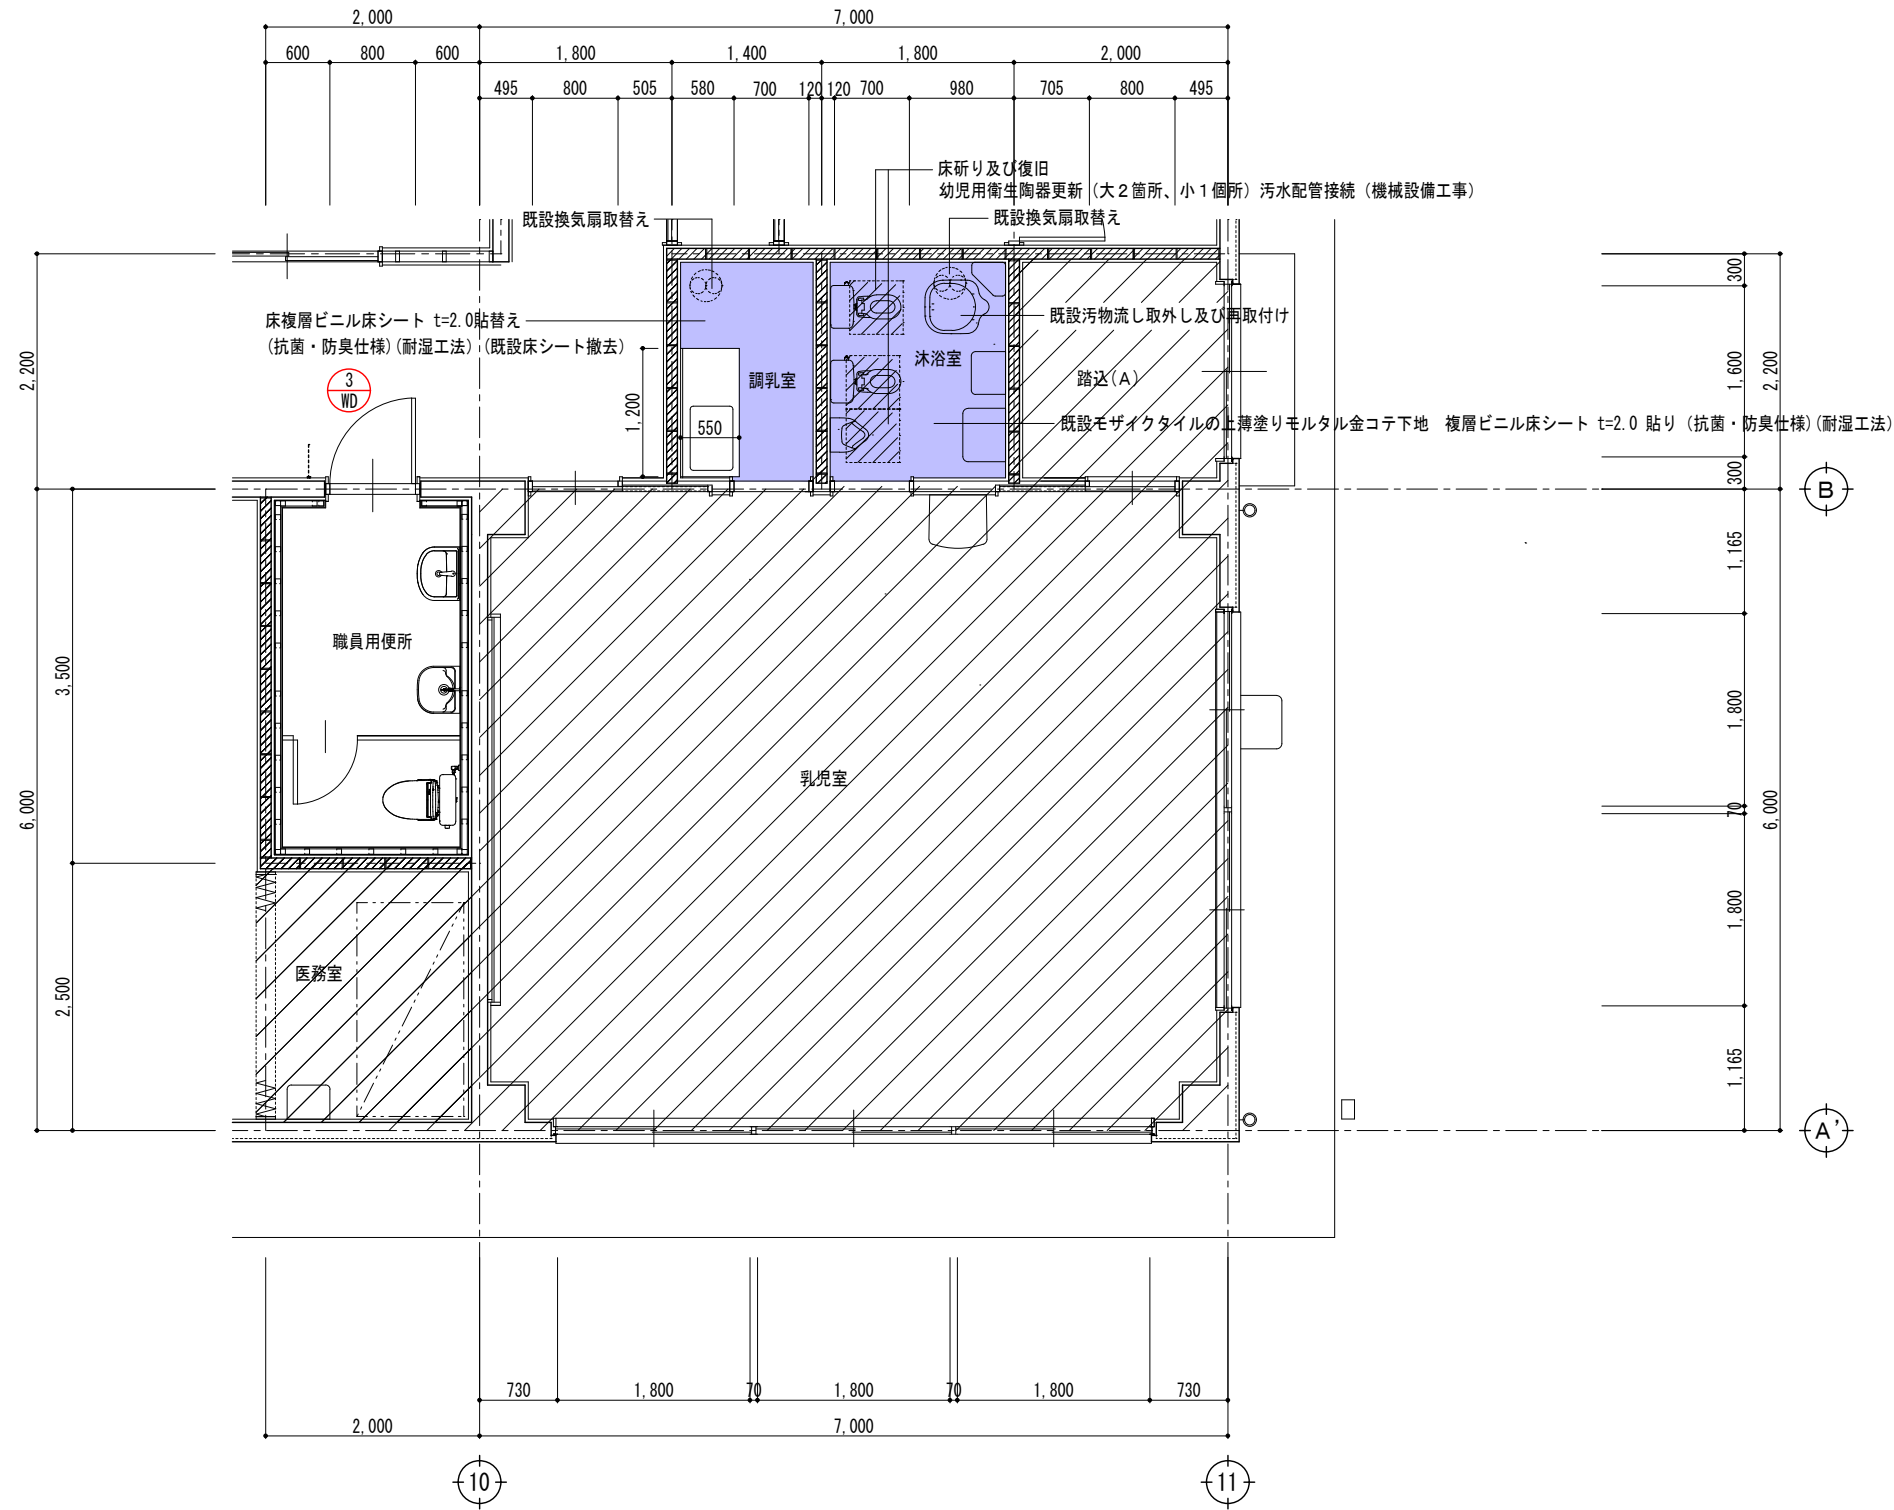 2,000
7,000
600
800
600
1,800
1,400
1,800
2,000
495
800
505
580
700
120
120
700
980
705
800
495
床斫り及び復旧
幼児用衛生陶器更新（大２箇所、小１個所）汚水配管接続（機械設備工事）
既設換気扇取替え
既設換気扇取替え
300
床複層ビニル床シート t=2.0貼替え
(抗菌・防臭仕様)(耐湿工法) (既設床シート撤去)
既設汚物流し取外し及び再取付け
沐浴室
調乳室
踏込(A)
2,200
1,600
2,200
3
WD
1,200
550
既設モザイクタイルの上薄塗りモルタル金コテ下地 複層ビニル床シート t=2.0 貼り (抗菌・防臭仕様)(耐湿工法)
300
B
1,165
職員用便所
3,500
1,800
乳児室
6,000
70
6,000
1,800
医務室
2,500
1,165
A'
730
1,800
70
1,800
70
1,800
730
2,000
7,000
10
11